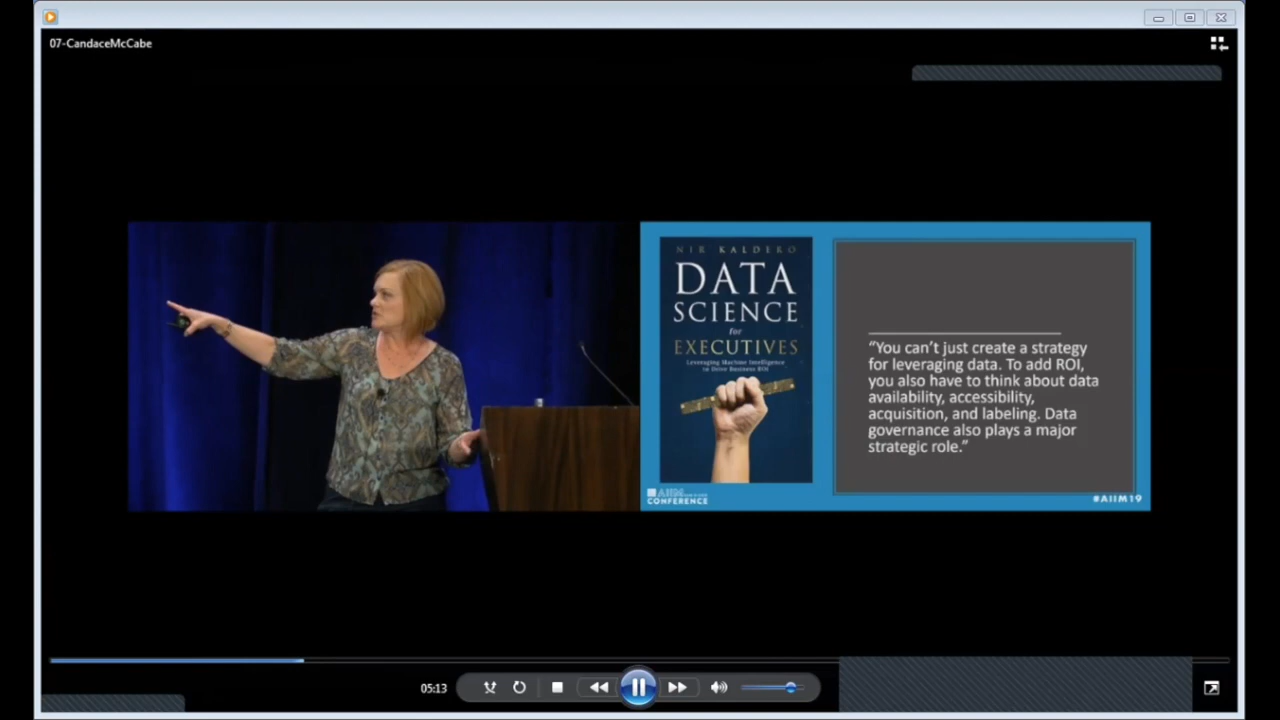 07-CandaceMcCabe
NIR KALDERO
DATA
SCIENCE
for
EXECUTIVES
Leveraging Machine Intelligence
to Drive Business ROI
“You can’t just create a strategy
for leveraging data. To add ROI,
you also have to think about data
availability, accessibility,
acquisition, and labeling. Data
governance also plays a major
strategic role.”
AIIM
CONFERENCE
#AIIM19
05:13